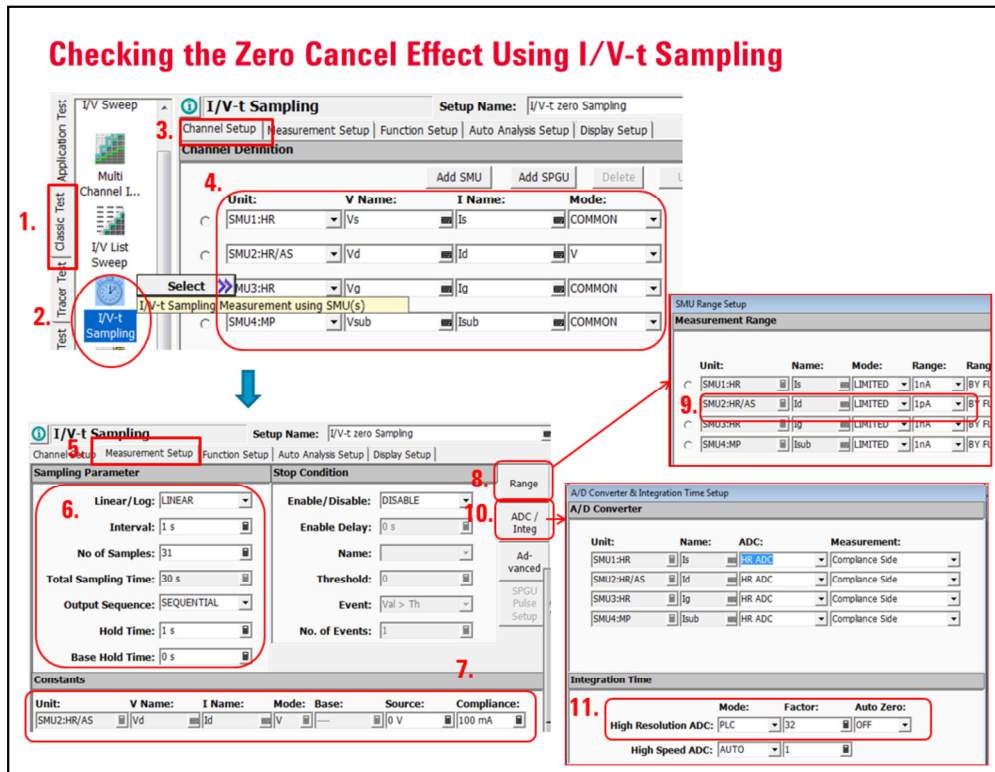 Checking the Zero Cancel Effect Using I/V-t Sampling
Application Test
Classic Test
Tracer Test
Test
I/V Sweep
Multi
Channel I...
I/V List
Sweep
I/V-t
Sampling
1.
2.
3.
4.
I/V-t Sampling
Setup Name: I/V-t zero Sampling
Channel Setup Measurement Setup Function Setup Auto Analysis Setup Display Setup
Channel Definition
Add SMU Add SPGU Delete
Unit: V Name: I Name: Mode:
SMU1:HR Vs Is COMMON
SMU2:HR/AS Vd Id V
SMU3:HR Vg Ig COMMON
SMU4:MP Vsub Isub COMMON
Select
I/V-t Sampling Measurement using SMU(s)
SMU Range Setup
Measurement Range
Unit: Name: Mode: Range:
SMU1:HR Is LIMITED 1nA
9. SMU2:HR/AS Id LIMITED 1pA
SMU3:HR Ig LIMITED 1nA
SMU4:MP Isub LIMITED 1nA
I/V-t Sampling
Setup Name: I/V-t zero Sampling
5.
Channel Setup Measurement Setup Function Setup Auto Analysis Setup Display Setup
Sampling Parameter
6.
Linear/Log: LINEAR
Interval: 1 s
No of Samples: 31
Total Sampling Time: 30 s
Output Sequence: SEQUENTIAL
Hold Time: 1 s
Base Hold Time: 0 s
Stop Condition
Enable/Disable: DISABLE
Enable Delay: 0 s
Name:
Threshold: 0
Event: Val > Th
No. of Events: 1
8. Range
10. ADC /
Integ
Ad-
vanced
SPGU
Pulse
Setup
7.
Constants
Unit: V Name: I Name: Mode: Base: Source: Compliance:
SMU2:HR/AS Vd Id V ---- 0 V 100 mA
A/D Converter & Integration Time Setup
A/D Converter
Unit: Name: ADC: Measurement:
SMU1:HR Is HR ADC Compliance Side
SMU2:HR/AS Id HR ADC Compliance Side
SMU3:HR Ig HR ADC Compliance Side
SMU4:MP Isub HR ADC Compliance Side
Integration Time
11.
Mode: Factor: Auto Zero:
High Resolution ADC: PLC 32 OFF
High Speed ADC: AUTO 1